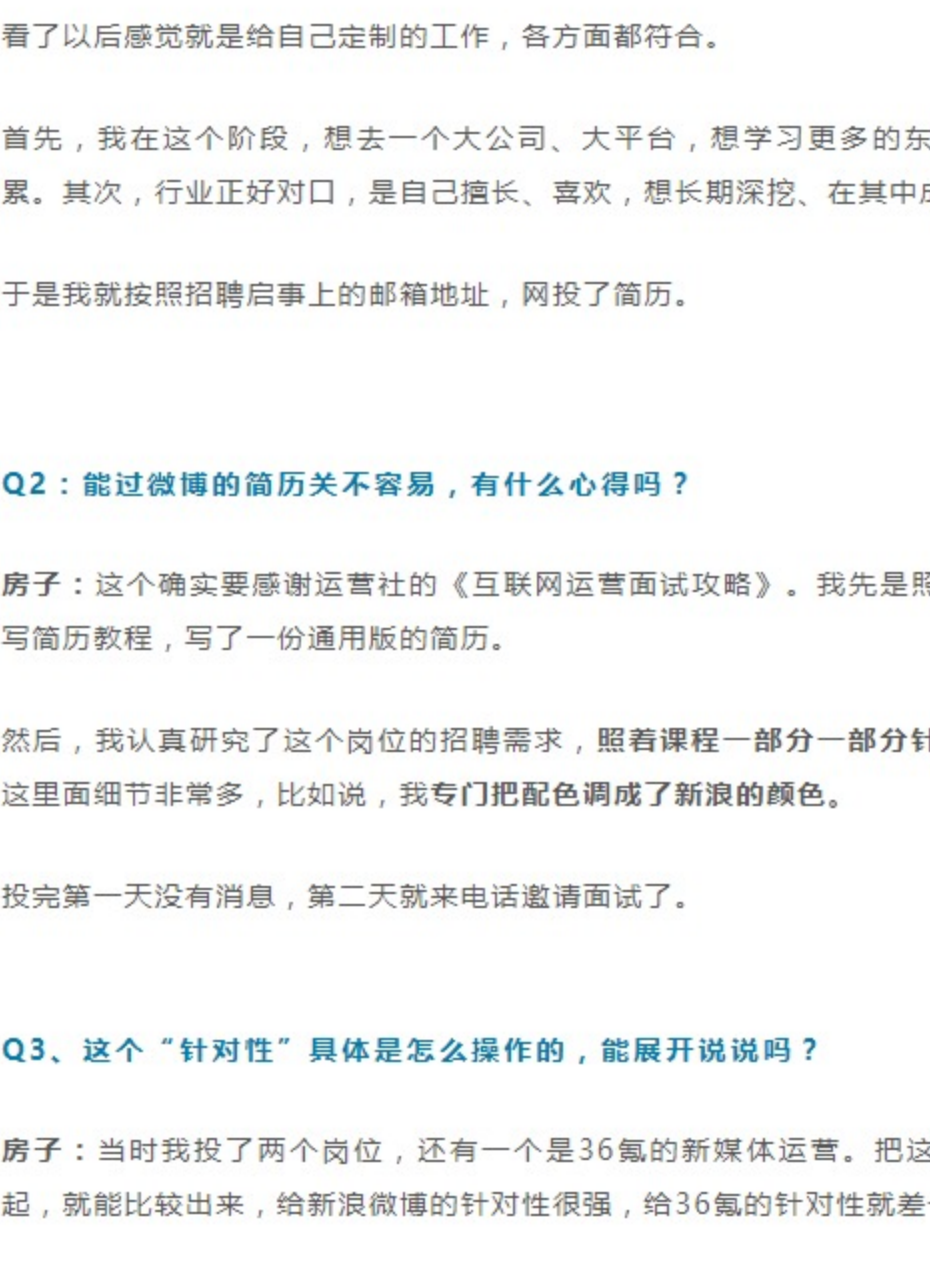 看了以后感觉就是给自己定制的工作，各方面都符合。
首先，我在这个阶段，想去一个大公司、大平台，想学习更多的东
累。其次，行业正好对口，是自己擅长、喜欢，想长期深挖、在其中
于是我就按照招聘启事上的邮箱地址，网投了简历。
Q2：能过微博的简历关不容易，有什么心得吗？
房子：这个确实要感谢运营社的《互联网运营面试攻略》。我先是照
写简历教程，写了一份通用版的简历。
然后，我认真研究了这个岗位的招聘需求，照着课程一部分一部分针
这里面细节非常多，比如说，我专门把配色调成了新浪的颜色。
投完第一天没有消息，第二天就来电话邀请面试了。
Q3、这个“针对性”具体是怎么操作的，能展开说说吗？
房子：当时我投了两个岗位，还有一个是36氪的新媒体运营。把这
起，就能比较出来，给新浪微博的针对性很强，给36氪的针对性就差